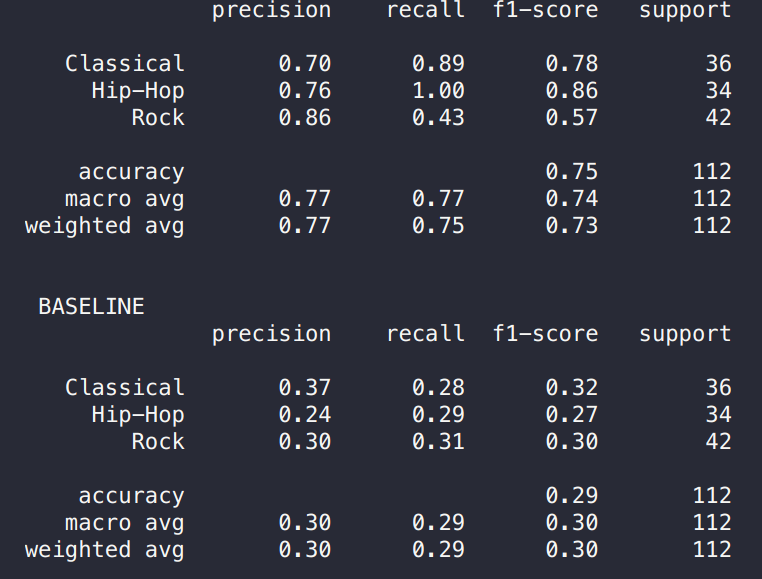 precision recall f1-score support
Classical 0.70 0.89 0.78 36
Hip-Hop 0.76 1.00 0.86 34
Rock 0.86 0.43 0.57 42
accuracy 0.75 112
macro avg 0.77 0.77 0.74 112
weighted avg 0.77 0.75 0.73 112
BASELINE
precision recall f1-score support
Classical 0.37 0.28 0.32 36
Hip-Hop 0.24 0.29 0.27 34
Rock 0.30 0.31 0.30 42
accuracy 0.29 112
macro avg 0.30 0.29 0.30 112
weighted avg 0.30 0.29 0.30 112